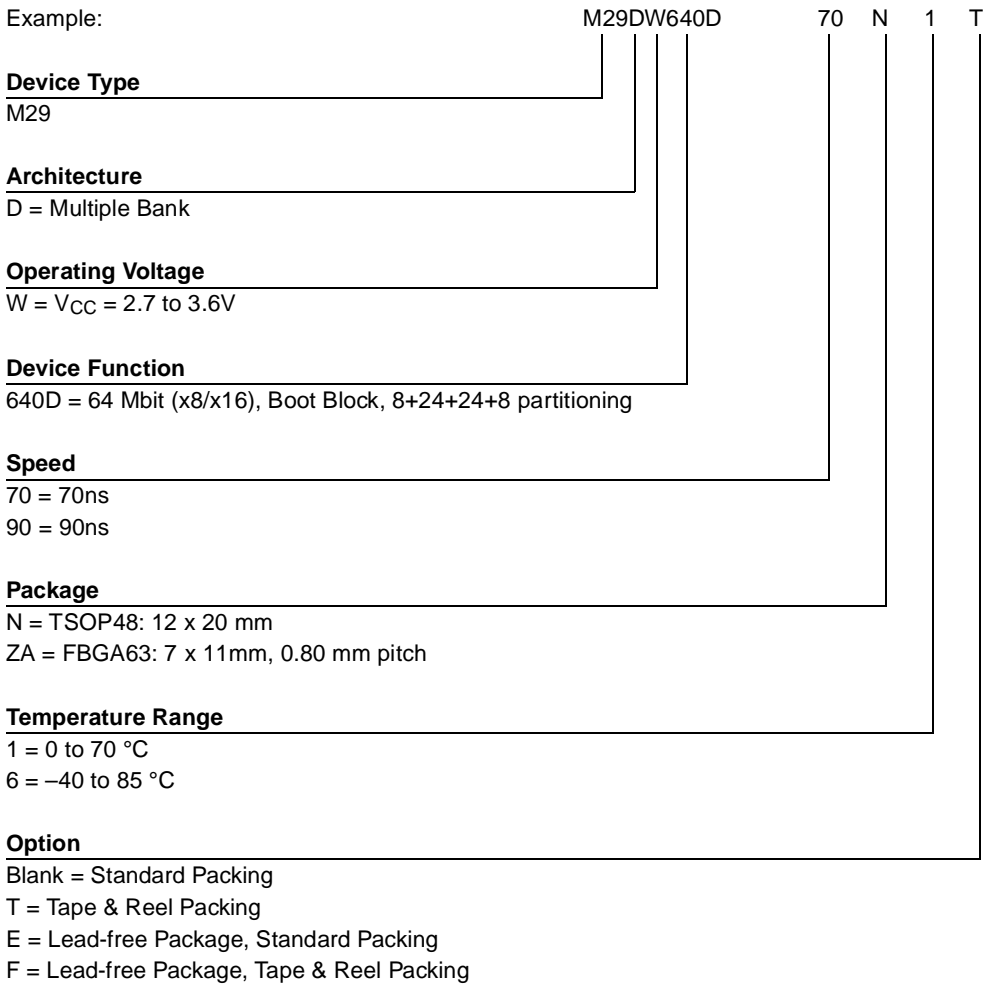 Example: M29DW640D 70 N 1 T
Device Type
M29
Architecture
D = Multiple Bank
Operating Voltage
W = VCC = 2.7 to 3.6V
Device Function
640D = 64 Mbit (x8/x16), Boot Block, 8+24+24+8 partitioning
Speed
70 = 70ns
90 = 90ns
Package
N = TSOP48: 12 x 20 mm
ZA = FBGA63: 7 x 11mm, 0.80 mm pitch
Temperature Range
1 = 0 to 70 °C
6 = –40 to 85 °C
Option
Blank = Standard Packing
T = Tape & Reel Packing
E = Lead-free Package, Standard Packing
F = Lead-free Package, Tape & Reel Packing